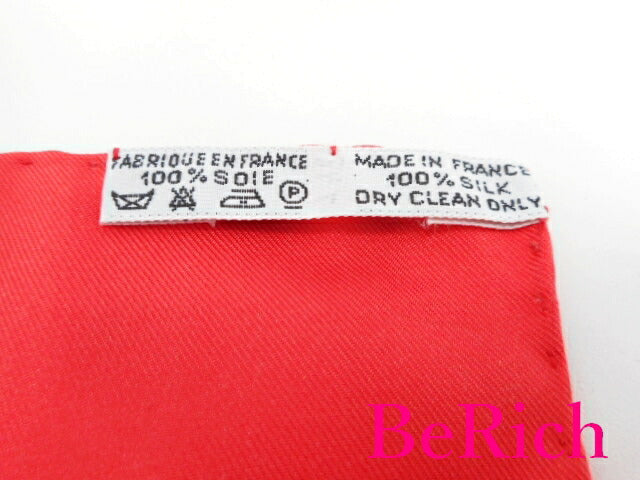 FABRIQUE EN FRANCE
100% SOIE
P
MADE IN FRANCE
100% SILK
DRY CLEAN ONLY
BeRich